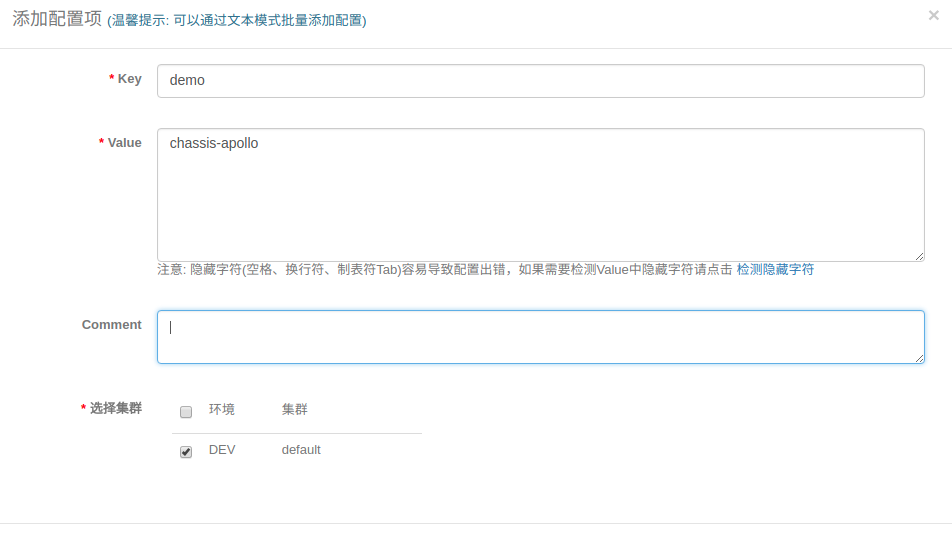 添加配置项 (温馨提示: 可以通过文本模式批量添加配置) ×
* Key demo
* Value chassis-apollo
注意: 隐藏字符(空格、换行符、制表符Tab)容易导致配置出错，如果需要检测Value中隐藏字符请点击 检测隐藏字符
Comment
* 选择集群 环境 集群
DEV default